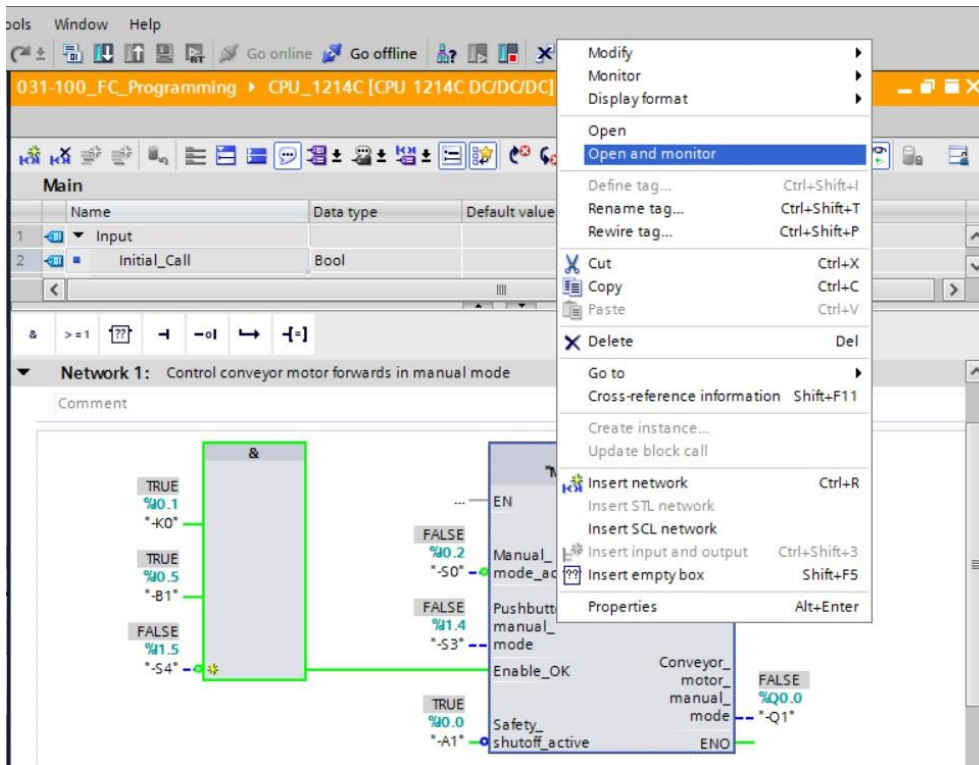 ools Window Help
Go online Go offline
031-100_FC_Programming ▸ CPU_1214C [CPU 1214C DC/DC/DC]
Main
Name Data type Default value
1 Input
2 Initial_Call Bool
& >=1 ??
Network 1: Control conveyor motor forwards in manual mode
Comment
&
TRUE
%I0.1
"-K0"
TRUE
%I0.5
"-B1"
FALSE
%I1.5
"-S4"
"M
... EN
FALSE
%I0.2
"-S0"
Manual_
mode_ac
FALSE
%I1.4
"-S3"
Pushbutto
manual_
mode
Enable_OK
TRUE
%I0.0
"-A1"
Safety_
shutoff_active
Conveyor_
motor_
manual_
mode
FALSE
%Q0.0
"-Q1"
ENO
Modify
Monitor
Display format
Open
Open and monitor
Define tag... Ctrl+Shift+I
Rename tag... Ctrl+Shift+T
Rewire tag... Ctrl+Shift+P
Cut Ctrl+X
Copy Ctrl+C
Paste Ctrl+V
Delete Del
Go to
Cross-reference information Shift+F11
Create instance...
Update block call
Insert network Ctrl+R
Insert STL network
Insert SCL network
Insert input and output Ctrl+Shift+3
Insert empty box Shift+F5
Properties Alt+Enter